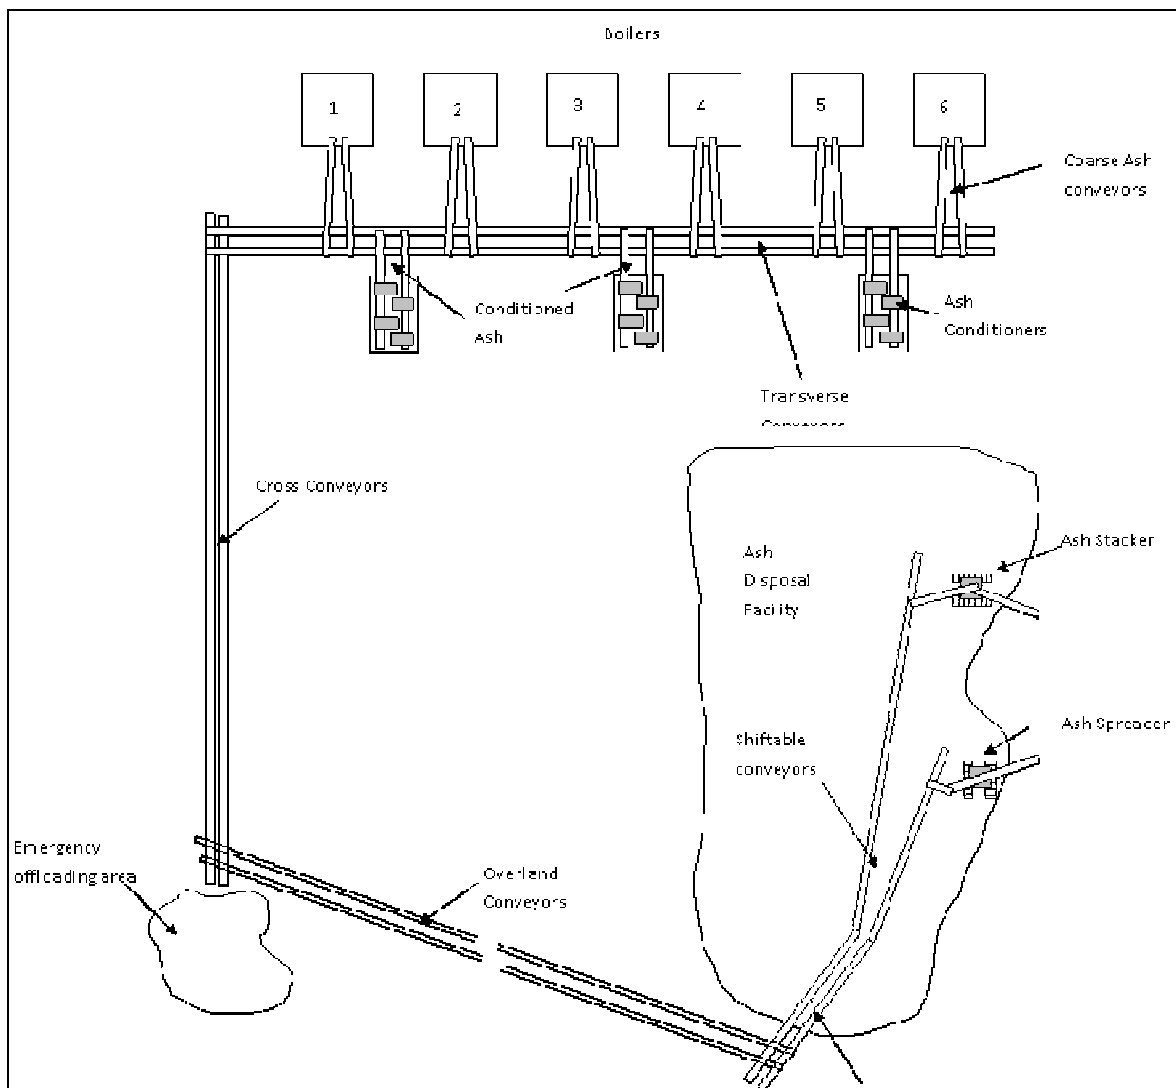 Boilers
1
2
3
4
5
6
Coarse Ash
conveyors
Conditioned
Ash
Ash
Conditioners
Transverse
Cross Conveyors
Ash
Disposal
Facility
Ash Stacker
Ash Spreader
Shiftable
conveyors
Emergency
offloading area
Overland
Conveyors